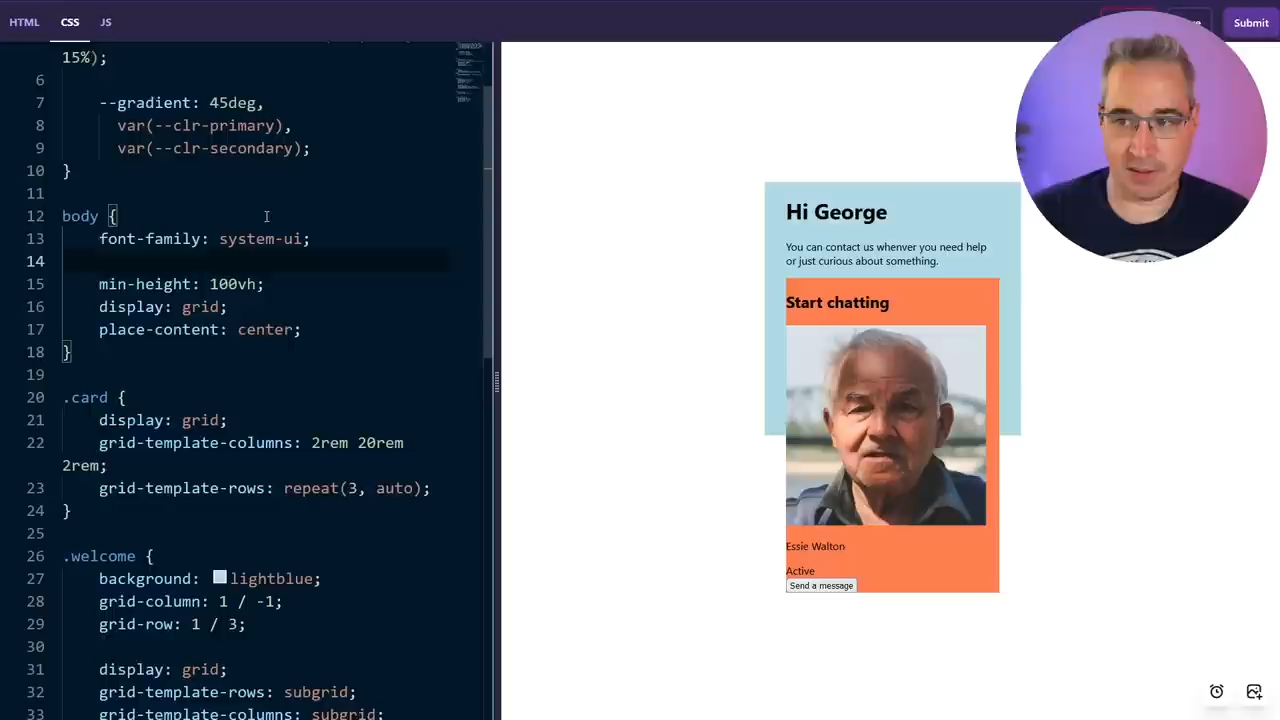 HTML CSS JS
Submit
15%);
6
7 --gradient: 45deg,
8 var(--clr-primary),
9 var(--clr-secondary);
10 }
11
12 body {
13 font-family: system-ui;
14
15 min-height: 100vh;
16 display: grid;
17 place-content: center;
18 }
19
20 .card {
21 display: grid;
22 grid-template-columns: 2rem 20rem
2rem;
23 grid-template-rows: repeat(3, auto);
24 }
25
26 .welcome {
27 background: lightblue;
28 grid-column: 1 / -1;
29 grid-row: 1 / 3;
30
31 display: grid;
32 grid-template-rows: subgrid;
33 grid-template-columns: subgrid;
Hi George
You can contact us whenver you need help
or just curious about something.
Start chatting
Essie Walton
Active
Send a message